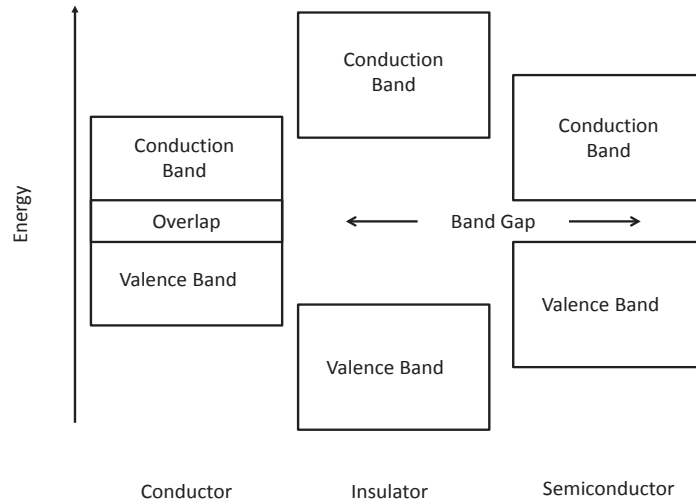 Energy
Conduction
Band
Overlap
Valence Band
Conductor
Conduction
Band
Valence Band
Insulator
Band Gap
Conduction
Band
Valence Band
Semiconductor